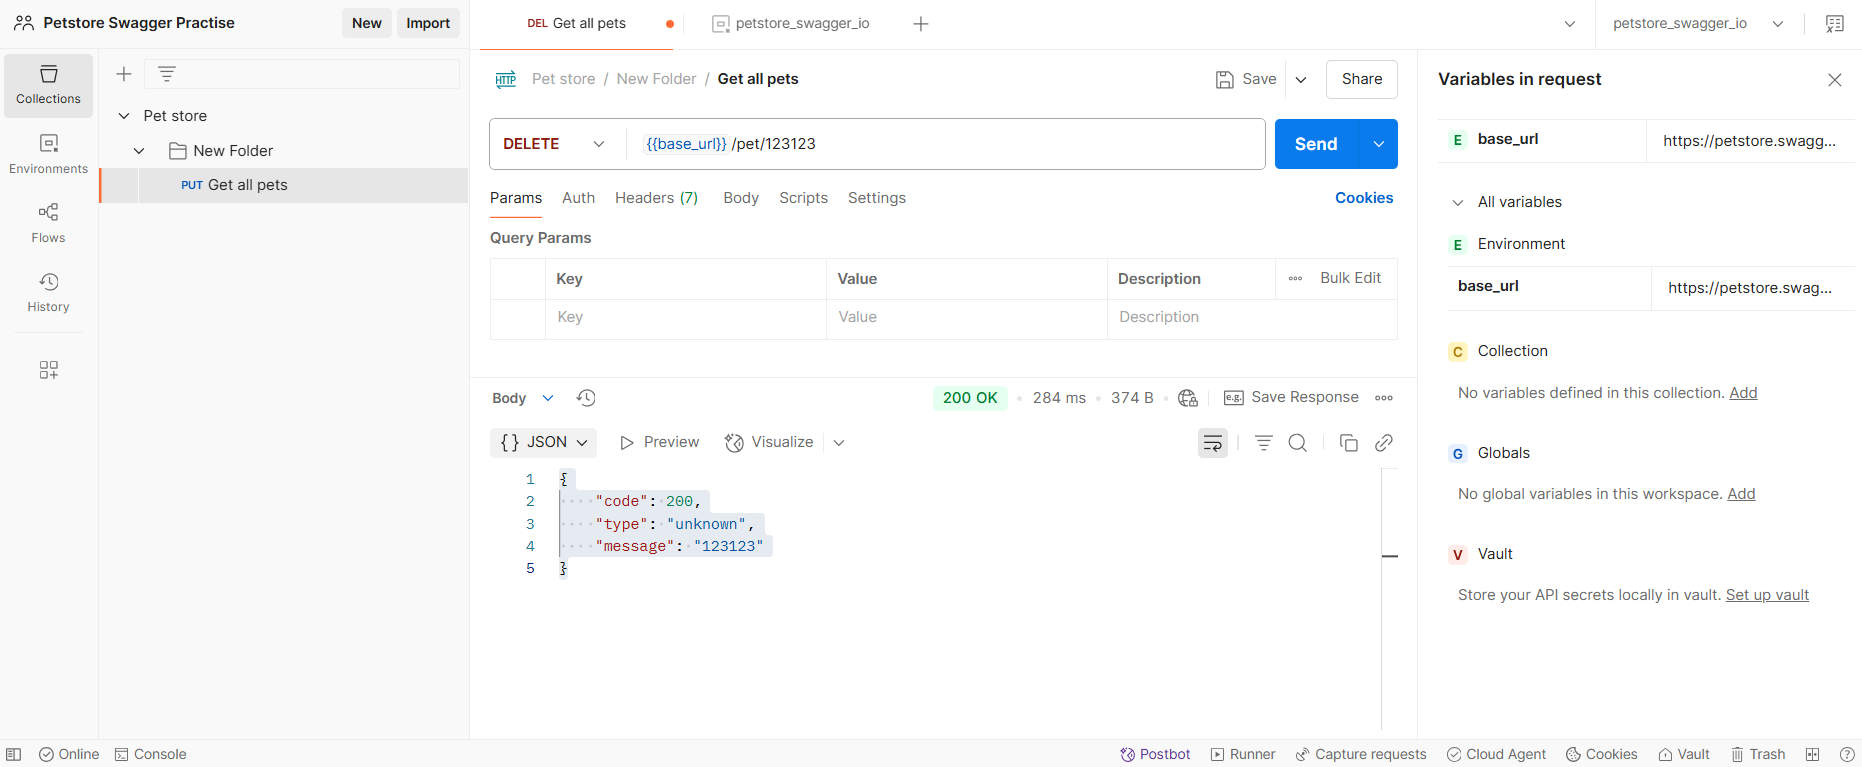 Petstore Swagger Practise
New
Import
DEL Get all pets
petstore_swagger_io
petstore_swagger_io
Collections
Environments
Flows
History
Pet store
New Folder
PUT Get all pets
HTTP
Pet store / New Folder / Get all pets
Save
Share
DELETE
{{base_url}} /pet/123123
Send
Params Auth Headers (7) Body Scripts Settings
Cookies
Query Params
Key Value Description Bulk Edit
Key Value Description
Body
200 OK 284 ms 374 B
e.g. Save Response
{} JSON
Preview
Visualize
1 {
2 "code": 200,
3 "type": "unknown",
4 "message": "123123"
5 }
Variables in request
E base_url https://petstore.swagg...
All variables
E Environment
base_url https://petstore.swag...
C Collection
No variables defined in this collection. Add
G Globals
No global variables in this workspace. Add
V Vault
Store your API secrets locally in vault. Set up vault
Online
Console
Postbot
Runner
Capture requests
Cloud Agent
Cookies
Vault
Trash
?